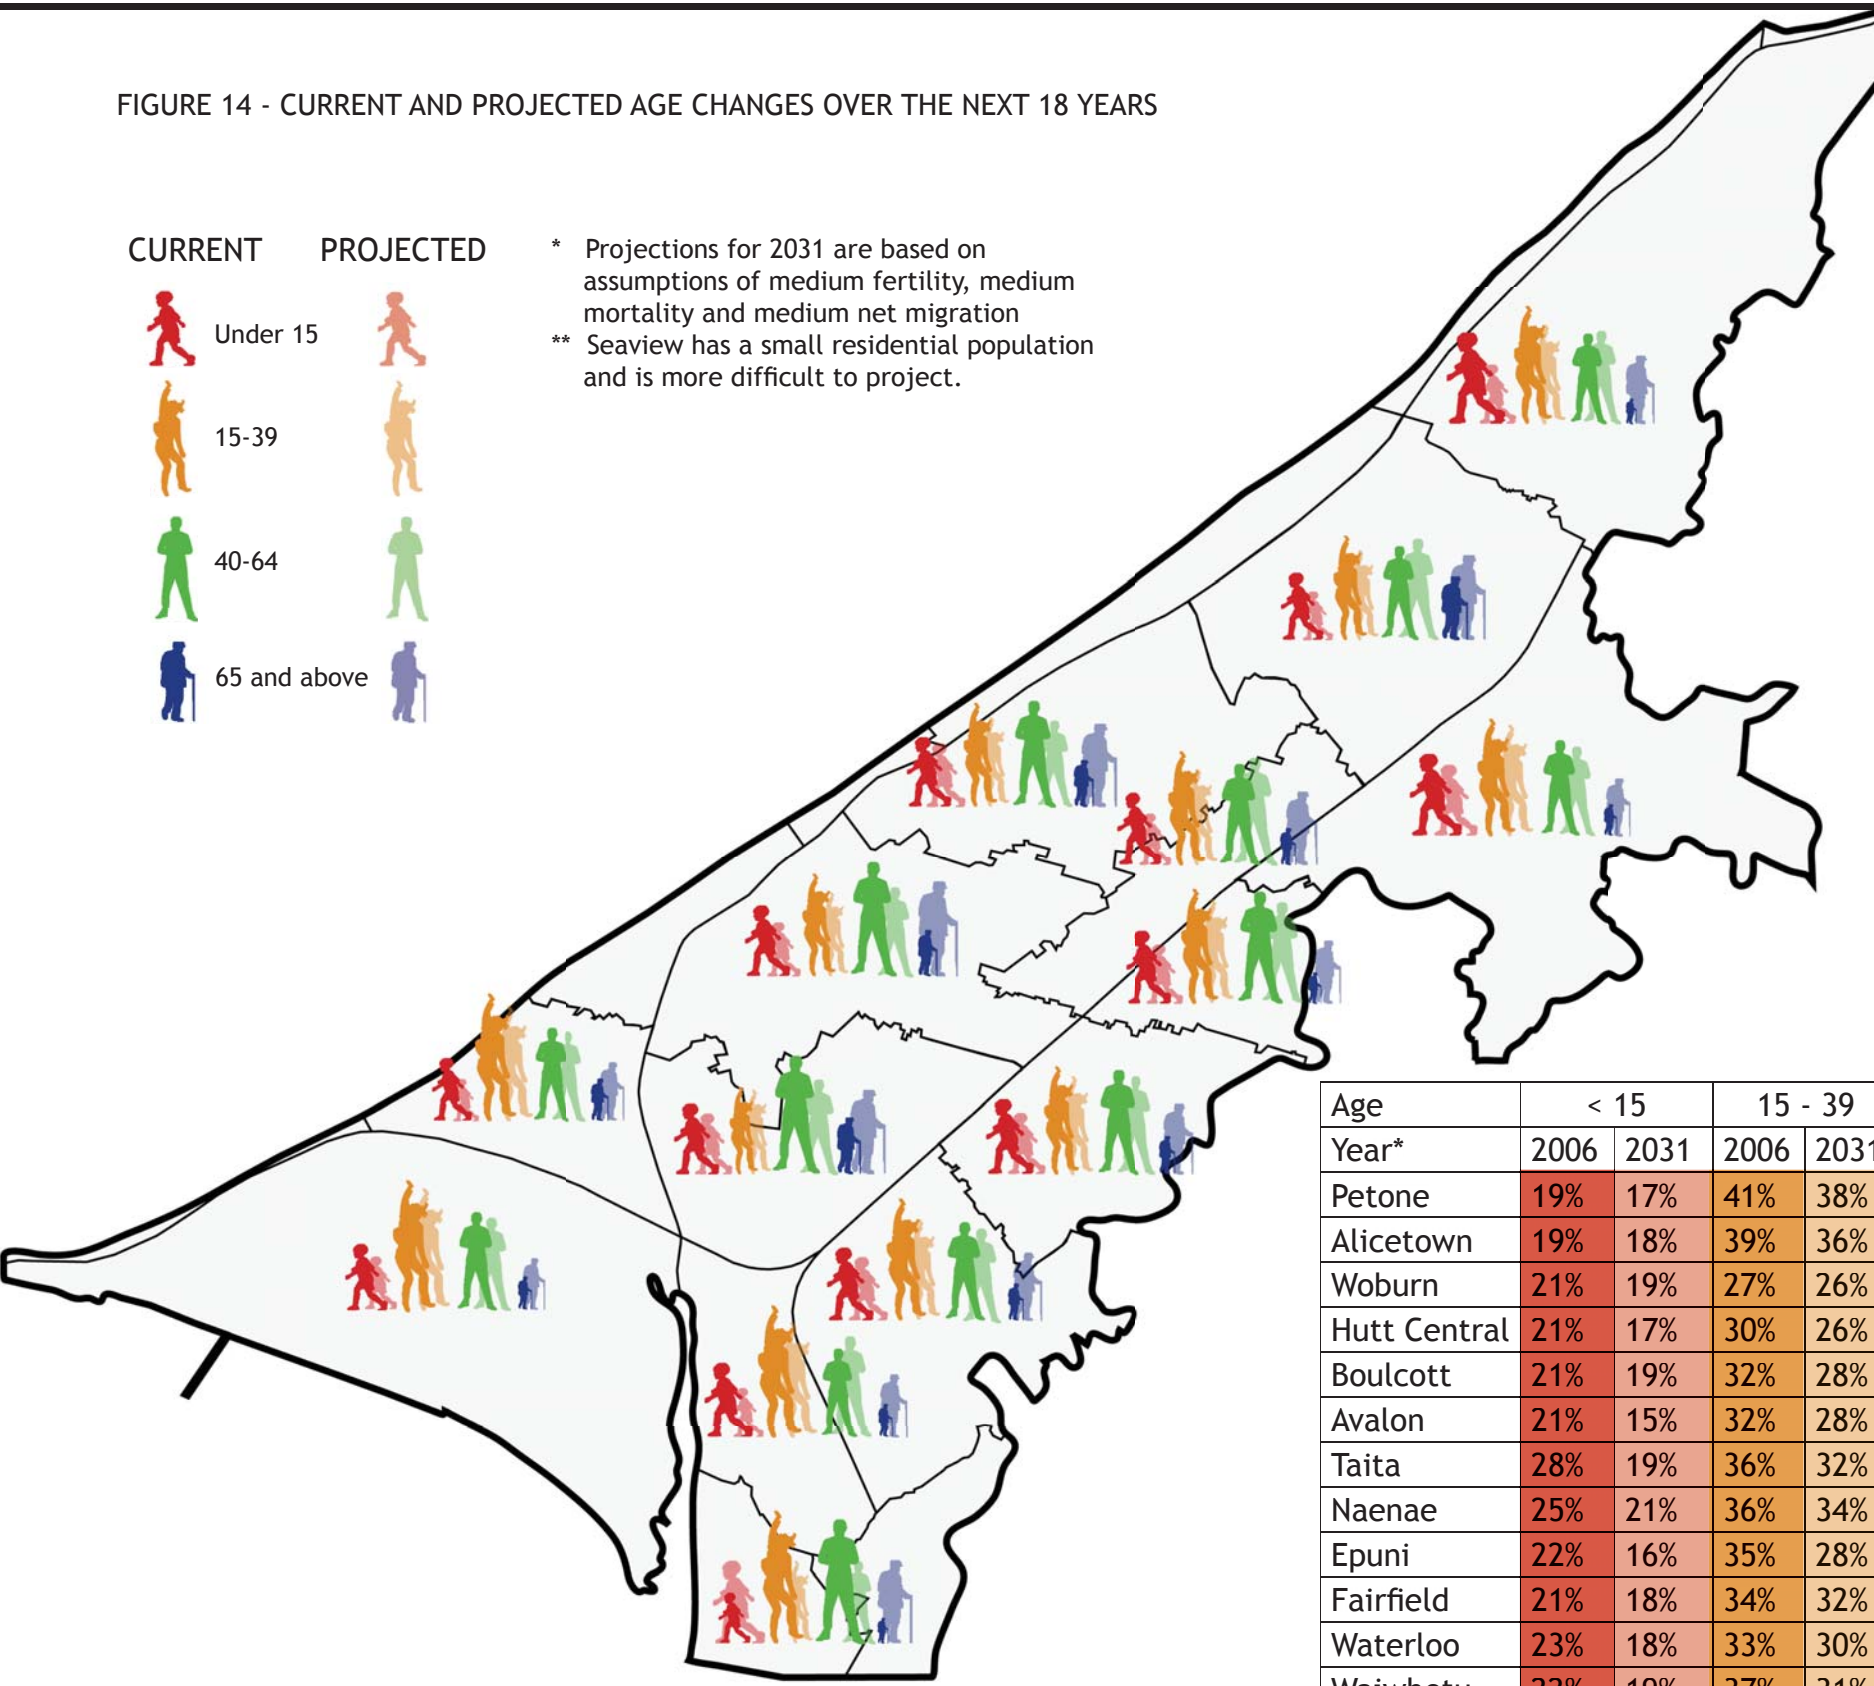 FIGURE 14 - CURRENT AND PROJECTED AGE CHANGES OVER THE NEXT 18 YEARS
CURRENT PROJECTED
Under 15
15-39
40-64
65 and above
* Projections for 2031 are based on
assumptions of medium fertility, medium
mortality and medium net migration
** Seaview has a small residential population
and is more difficult to project.
Age < 15 15 - 39
Year* 2006 2031 2006 2031
Petone 19% 17% 41% 38%
Alicetown 19% 18% 39% 36%
Woburn 21% 19% 27% 26%
Hutt Central 21% 17% 30% 26%
Boulcott 21% 19% 32% 28%
Avalon 21% 15% 32% 28%
Taita 28% 19% 36% 32%
Naenae 25% 21% 36% 34%
Epuni 22% 16% 35% 28%
Fairfield 21% 18% 34% 32%
Waterloo 23% 18% 33% 30%